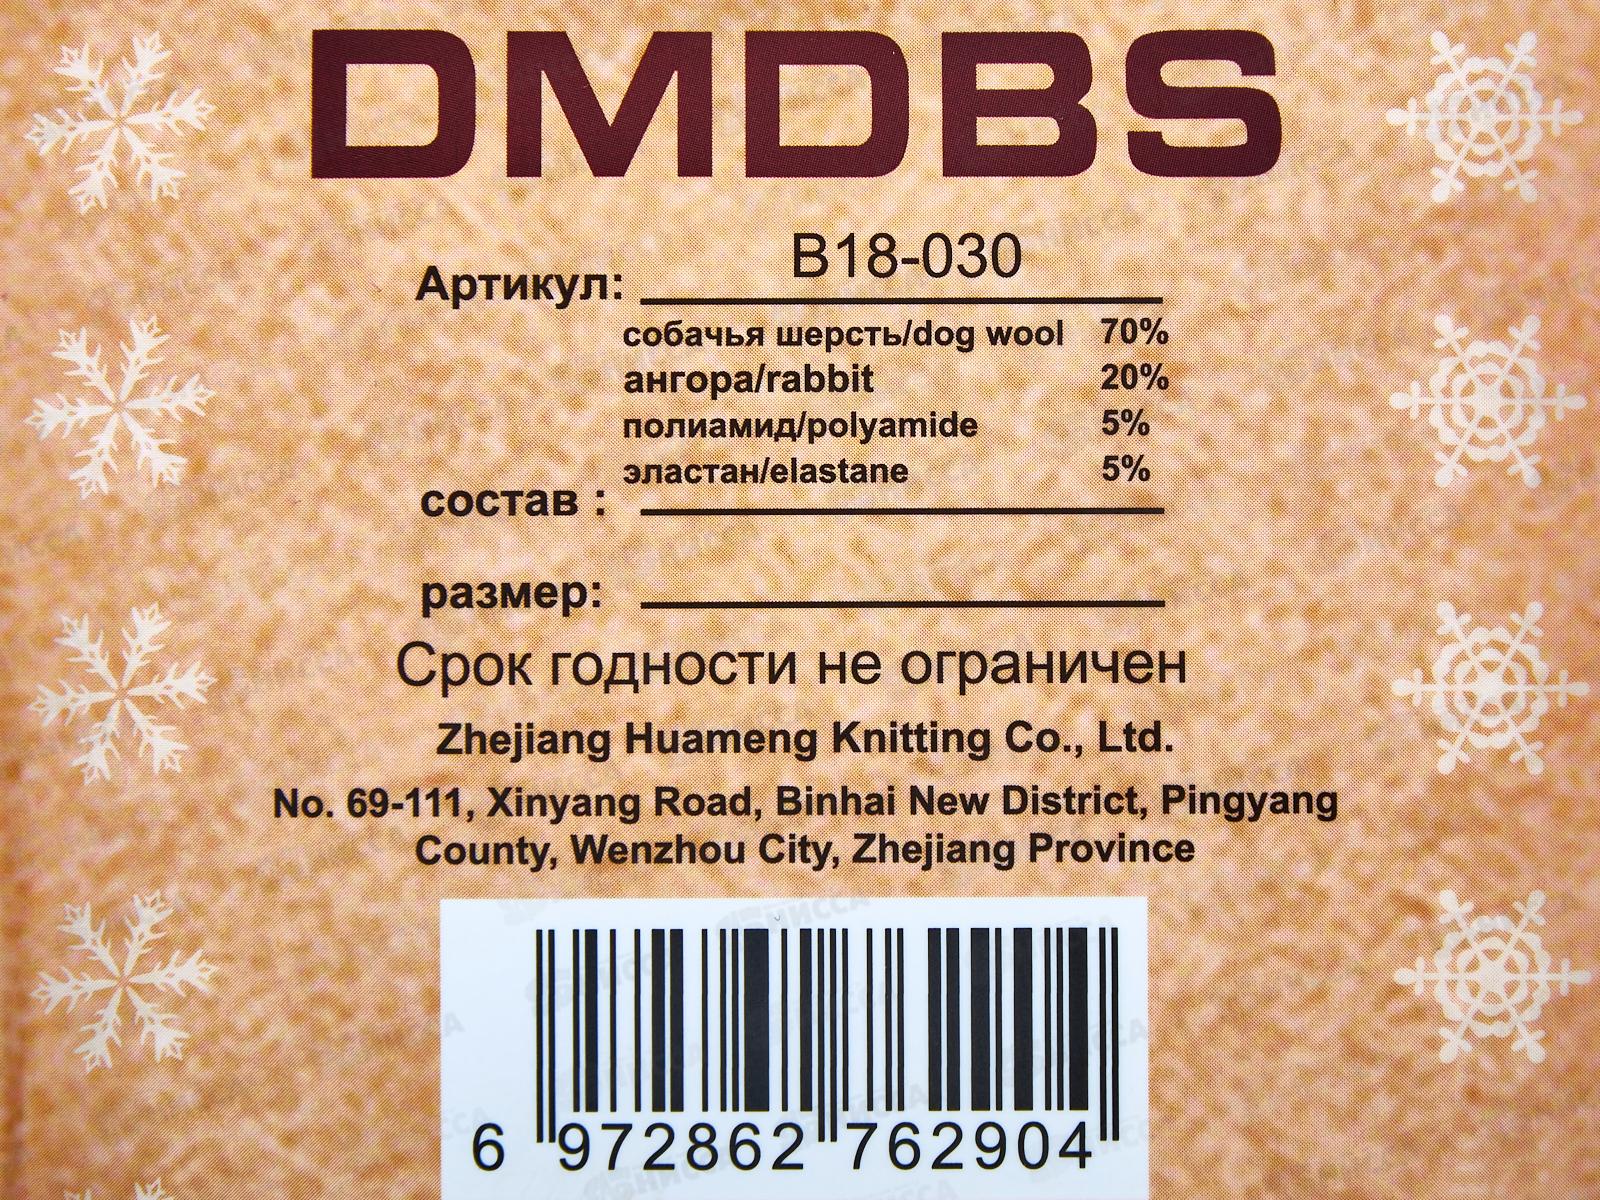 DMDBS
Артикул: B18-030
собачья шерсть/dog wool 70%
ангора/rabbit 20%
полиамид/polyamide 5%
эластан/elastane 5%
состав :
размер:
Срок годности не ограничен
Zhejiang Huameng Knitting Co., Ltd.
No. 69-111, Xinyang Road, Binhai New District, Pingyang
County, Wenzhou City, Zhejiang Province
6 972862 762904